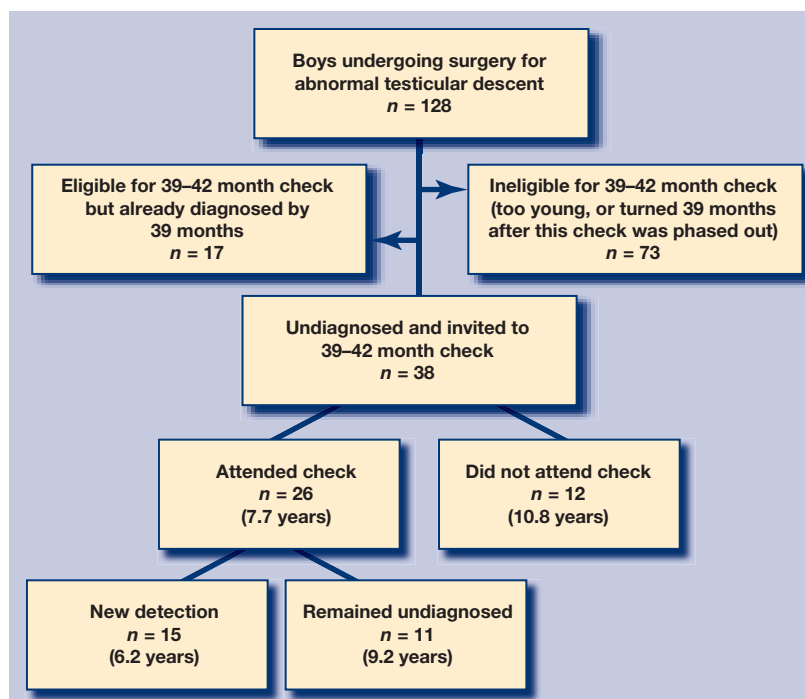 Boys undergoing surgery for
abnormal testicular descent
n = 128
Eligible for 39–42 month check
but already diagnosed by
39 months
n = 17
Ineligible for 39–42 month check
(too young, or turned 39 months
after this check was phased out)
n = 73
Undiagnosed and invited to
39–42 month check
n = 38
Attended check
n = 26
(7.7 years)
Did not attend check
n = 12
(10.8 years)
New detection
n = 15
(6.2 years)
Remained undiagnosed
n = 11
(9.2 years)